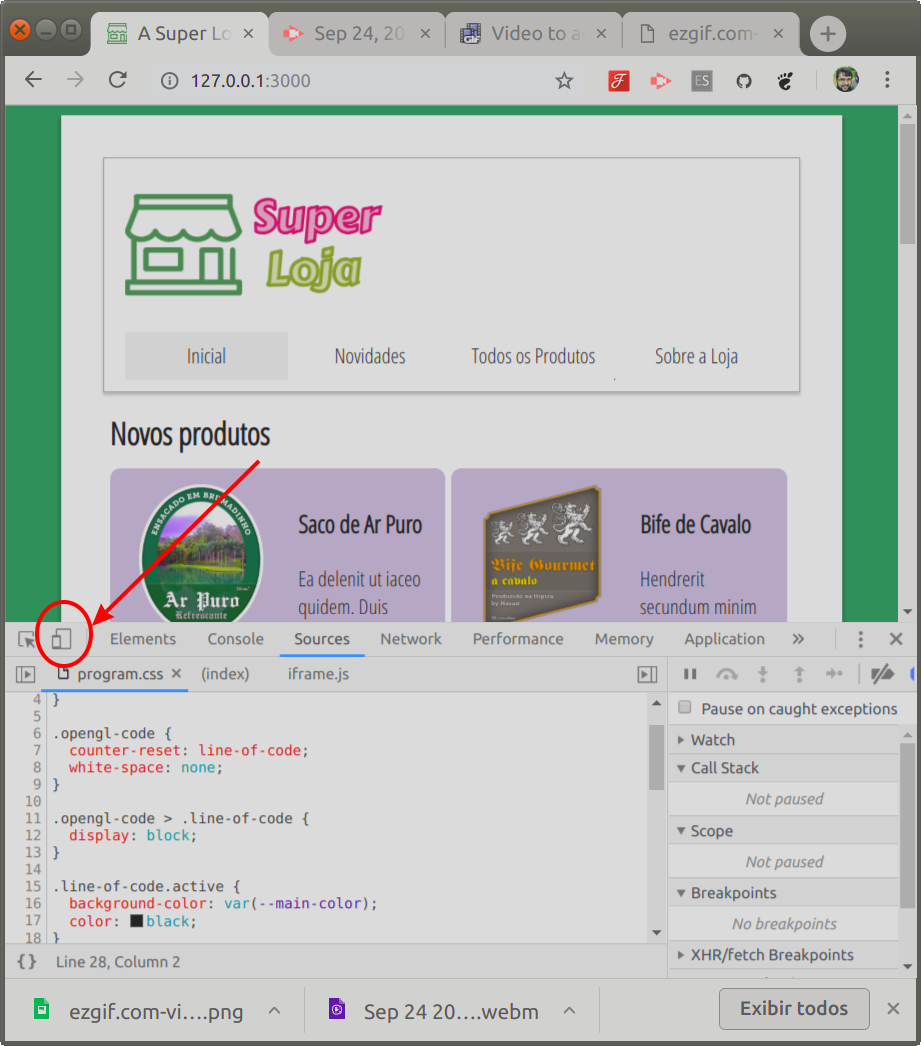 A Super Lo
Sep 24, 20
Video to a
ezgif.com-
127.0.0.1:3000
ES
Super
Loja
Inicial
Novidades
Todos os Produtos
Sobre a Loja
Novos produtos
ENSACADO EM BRUMADINHO
Ar Puro
Refrescante
Saco de Ar Puro
Ea delenit ut iaceo
quidem. Duis
Bife Gourmet
a cavalo
Produzido na Hípica
by Hasan
Bife de Cavalo
Hendrerit
secundum minim
Elements Console Sources Network Performance Memory Application »
program.css (index) iframe.js
4 }
5
6 .opengl-code {
7 counter-reset: line-of-code;
8 white-space: none;
9 }
10
11 .opengl-code > .line-of-code {
12 display: block;
13 }
14
15 .line-of-code.active {
16 background-color: var(--main-color);
17 color: black;
18 }
{} Line 28, Column 2
Pause on caught exceptions
Watch
Call Stack
Not paused
Scope
Not paused
Breakpoints
No breakpoints
XHR/fetch Breakpoints
ezgif.com-vi....png
Sep 24 20....webm
Exibir todos